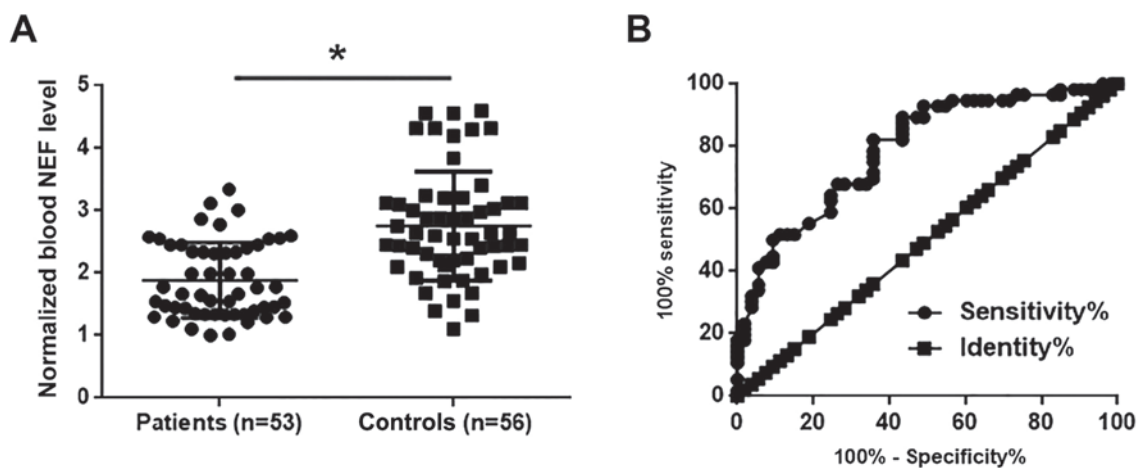 A
*
Normalized blood NEF level
5
4
3
2
1
0
Patients (n=53)
Controls (n=56)
B
100% sensitivity
100
80
60
40
20
0
Sensitivity%
Identity%
0 20 40 60 80 100
100% - Specificity%